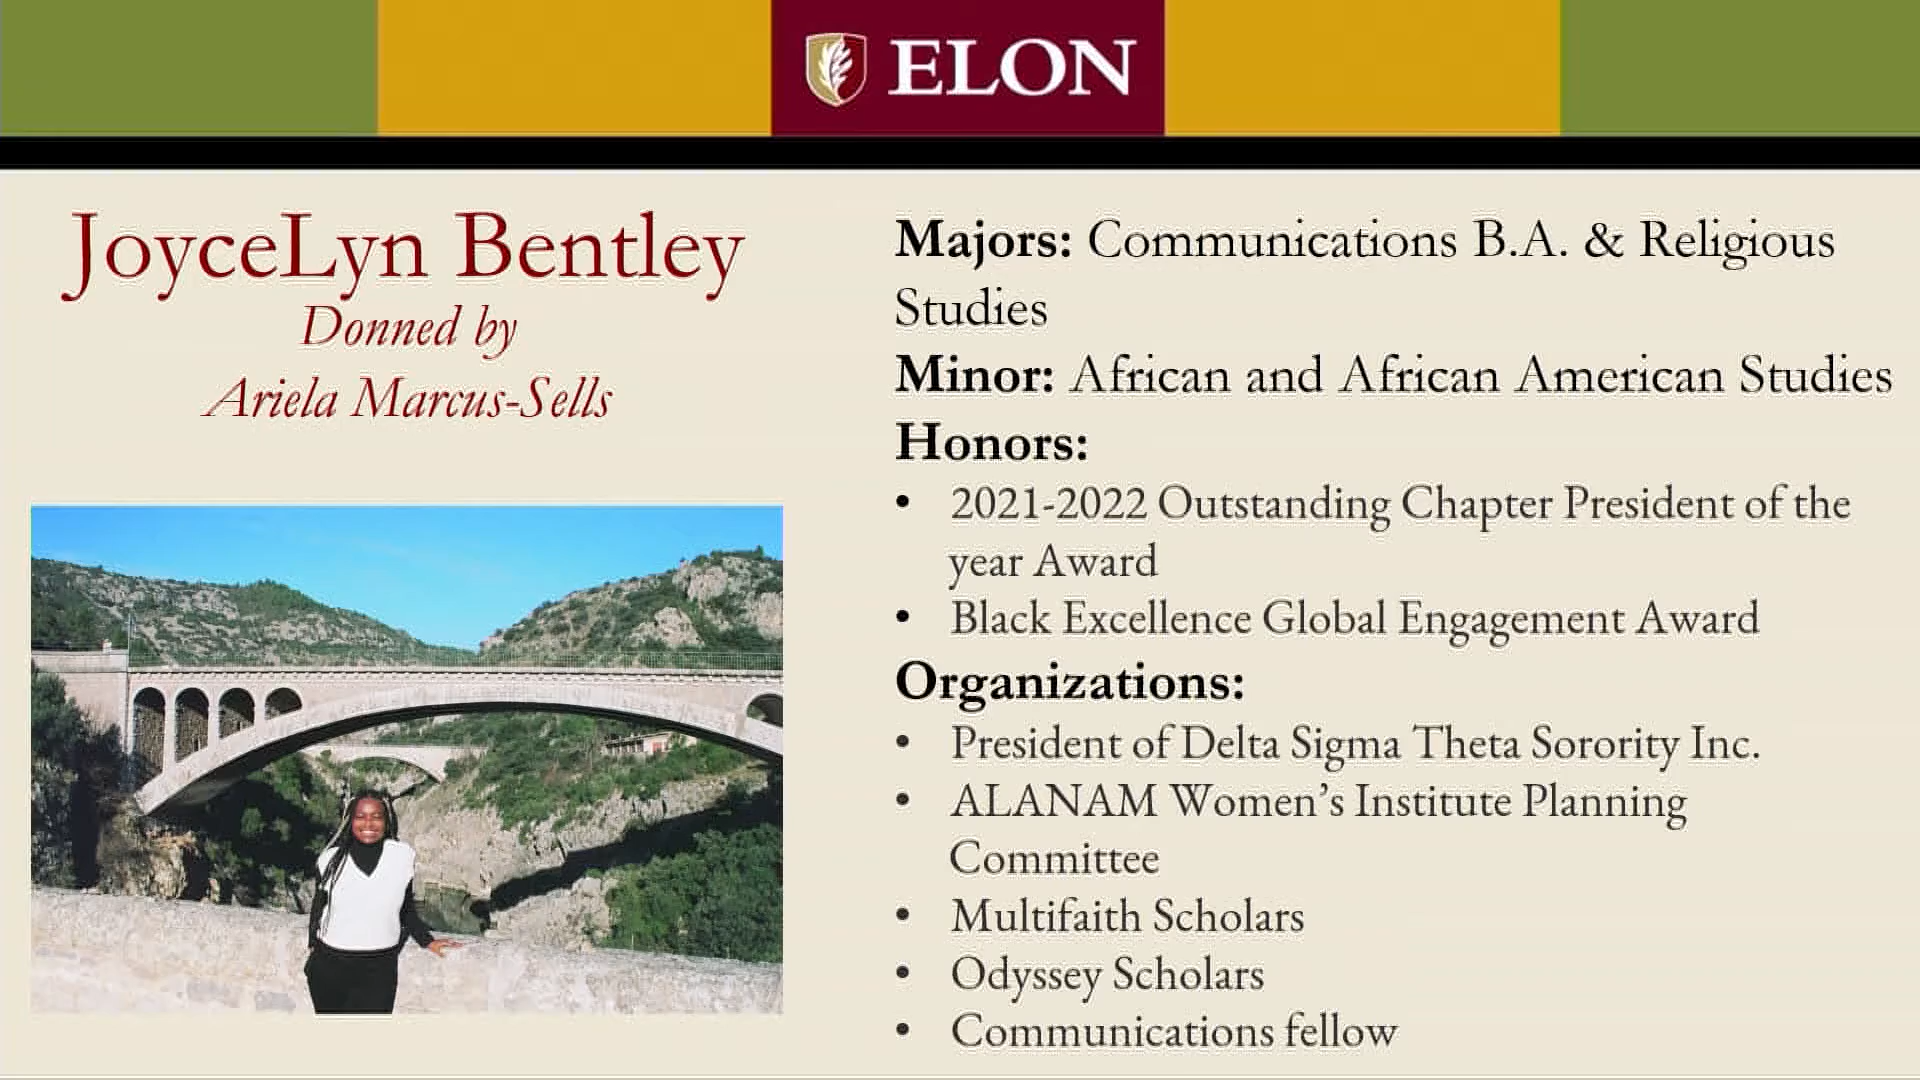 ELON
JoyceLyn Bentley
Donned by
Ariela Marcus-Sells
Majors: Communications B.A. & Religious
Studies
Minor: African and African American Studies
Honors:
• 2021-2022 Outstanding Chapter President of the
year Award
• Black Excellence Global Engagement Award
Organizations:
• President of Delta Sigma Theta Sorority Inc.
• ALANAM Women’s Institute Planning
Committee
• Multifaith Scholars
• Odyssey Scholars
• Communications fellow